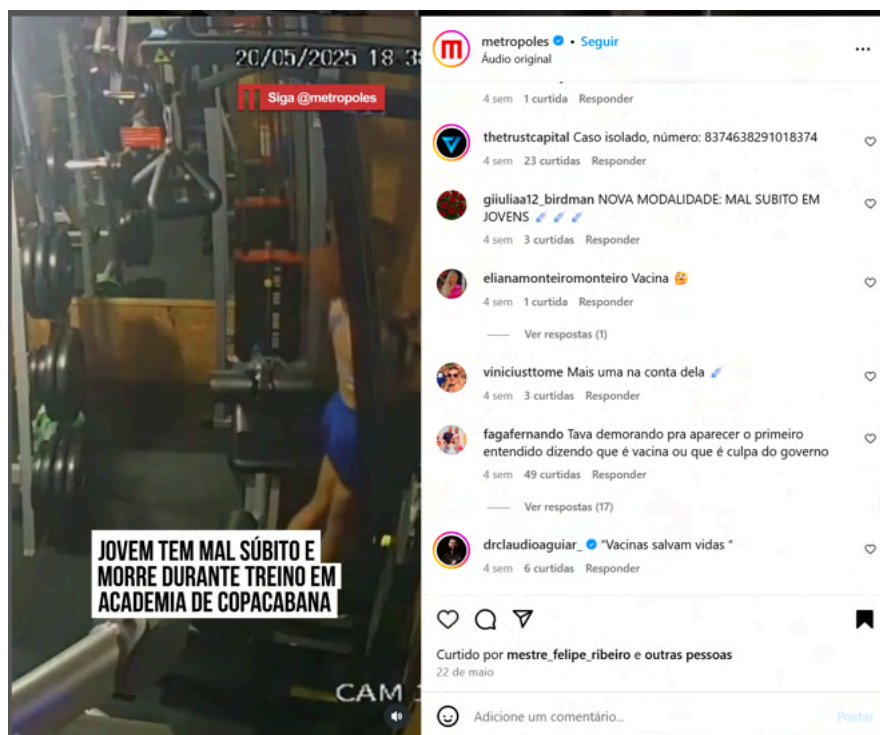 20/05/2025 18:38
Siga @metropoles
JOVEM TEM MAL SÚBITO E
MORRE DURANTE TREINO EM
ACADEMIA DE COPACABANA
CAM 1
metropoles • Seguir
Áudio original
4 sem 1 curtida Responder
thetrustcapital Caso isolado, número: 8374638291018374
4 sem 23 curtidas Responder
giiuliaa12_birdman NOVA MODALIDADE: MAL SUBITO EM
JOVENS
4 sem 3 curtidas Responder
elianamonteiromonteiro Vacina
4 sem 1 curtida Responder
Ver respostas (1)
viniciusttome Mais uma na conta dela
4 sem 3 curtidas Responder
fagafernando Tava demorando pra aparecer o primeiro
entendido dizendo que é vacina ou que é culpa do governo
4 sem 49 curtidas Responder
Ver respostas (17)
drclaudioaguiar_ “Vacinas salvam vidas “
4 sem 6 curtidas Responder
Curtido por mestre_felipe_ribeiro e outras pessoas
22 de maio
Adicione um comentário...
Postar